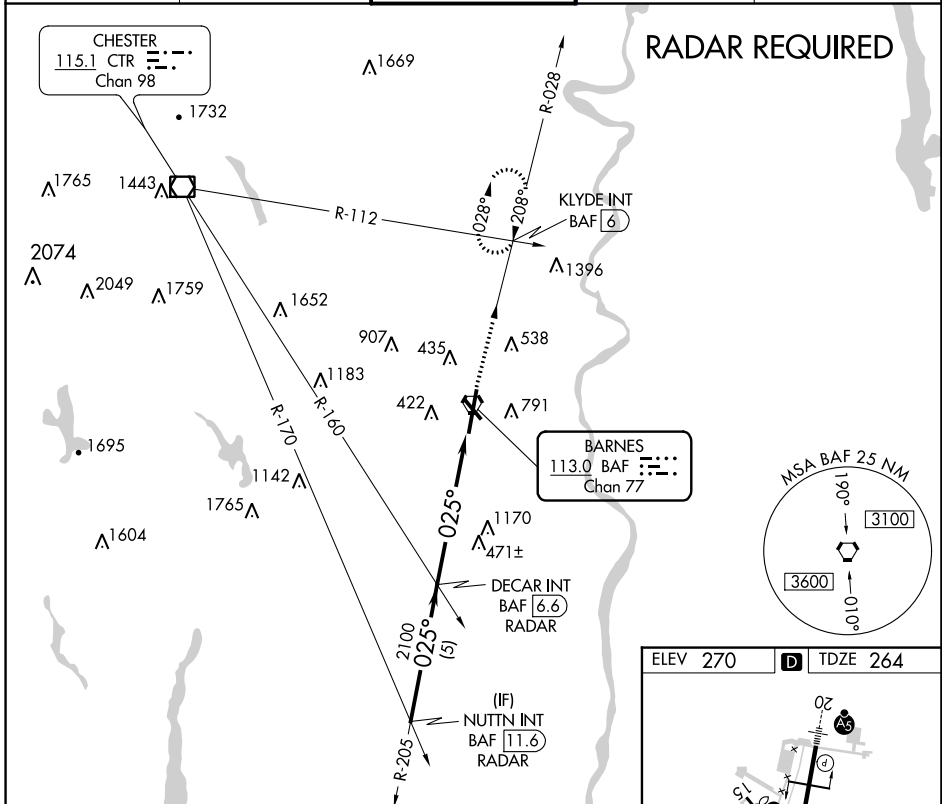 RADAR REQUIRED
CHESTER
115.1 CTR
Chan 98
1669
1732
R-028
1765
1443
R-112
028°
208°
KLYDE INT
BAF 6
2074
2049
1759
1652
1396
907
435
538
1183
422
791
R-170
R-160
BARNES
113.0 BAF
Chan 77
1695
1142
1765
025°
1170
471±
1604
MSA BAF 25 NM
190°
3100
3600
010°
DECAR INT
BAF 6.6
RADAR
2100
025°
(5)
(IF)
NUTTN INT
BAF 11.6
RADAR
R-205
ELEV 270
D
TDZE 264
20
A5
P
15